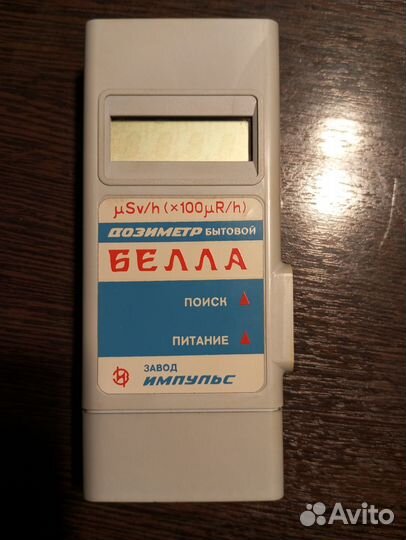 μSv/h (×100μR/h)
ДОЗИМЕТР БЫТОВОЙ
БЕЛЛА
ПОИСК
ПИТАНИЕ
ЗАВОД
ИМПУЛЬС
Avito